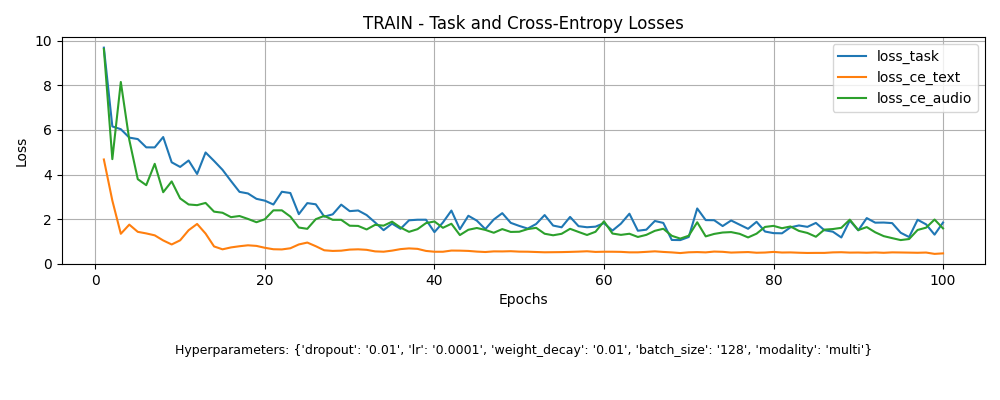 TRAIN - Task and Cross-Entropy Losses
10
8
6
4
2
0
Loss
loss_task
loss_ce_text
loss_ce_audio
0 20 40 60 80 100
Epochs
Hyperparameters: {'dropout': '0.01', 'lr': '0.0001', 'weight_decay': '0.01', 'batch_size': '128', 'modality': 'multi'}